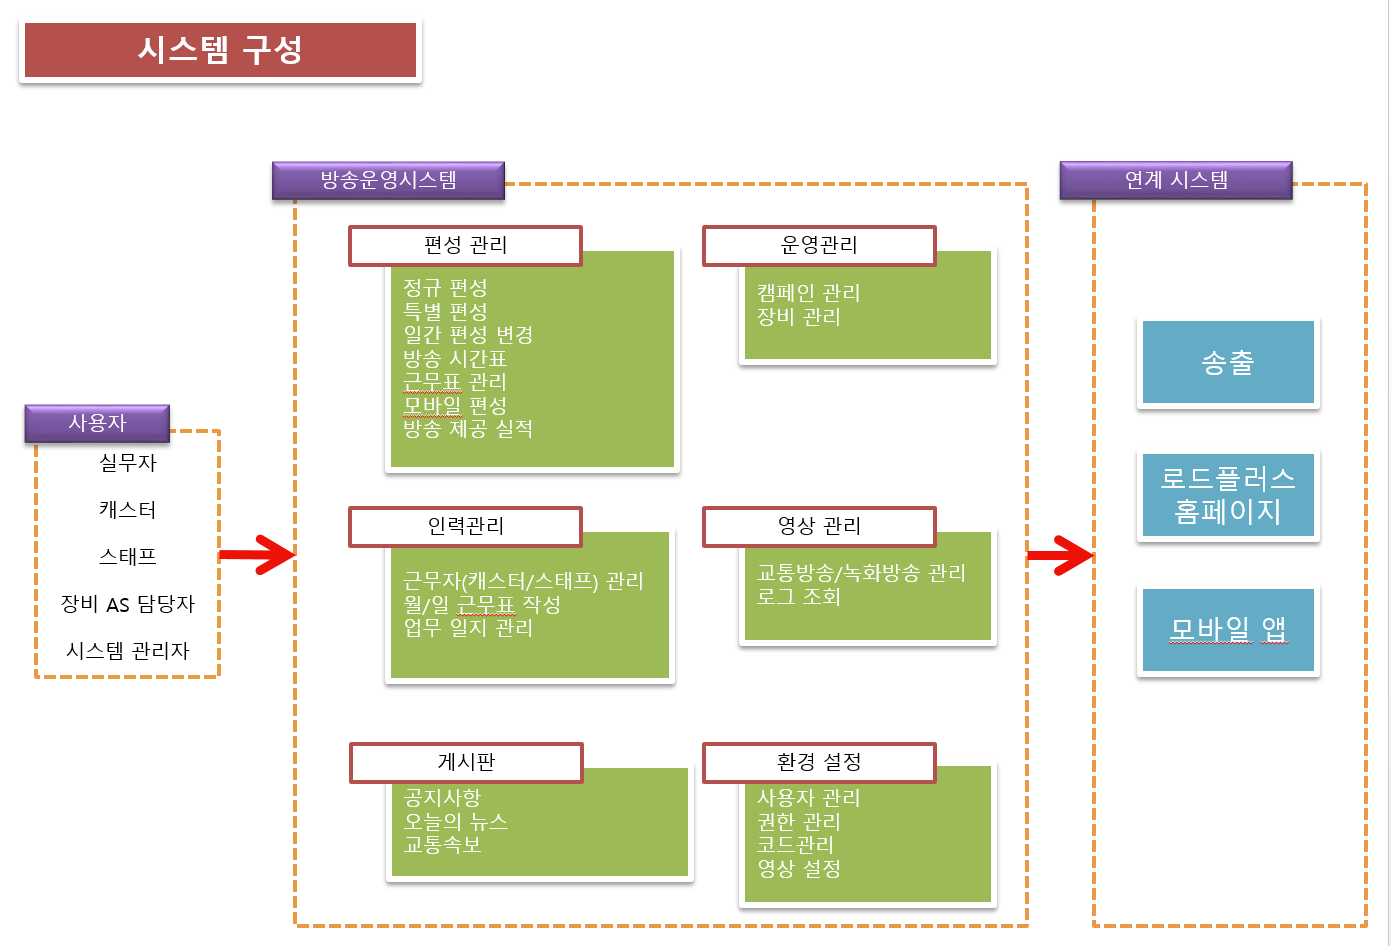 시스템 구성
사용자
실무자
캐스터
스태프
장비 AS 담당자
시스템 관리자
방송운영시스템
편성 관리
정규 편성
특별 편성
일간 편성 변경
방송 시간표
근무표 관리
모바일 편성
방송 제공 실적
운영관리
캠페인 관리
장비 관리
인력관리
근무자(캐스터/스태프) 관리
월/일 근무표 작성
업무 일지 관리
영상 관리
교통방송/녹화방송 관리
로그 조회
게시판
공지사항
오늘의 뉴스
교통속보
환경 설정
사용자 관리
권한 관리
코드관리
영상 설정
연계 시스템
송출
로드플러스
홈페이지
모바일 앱